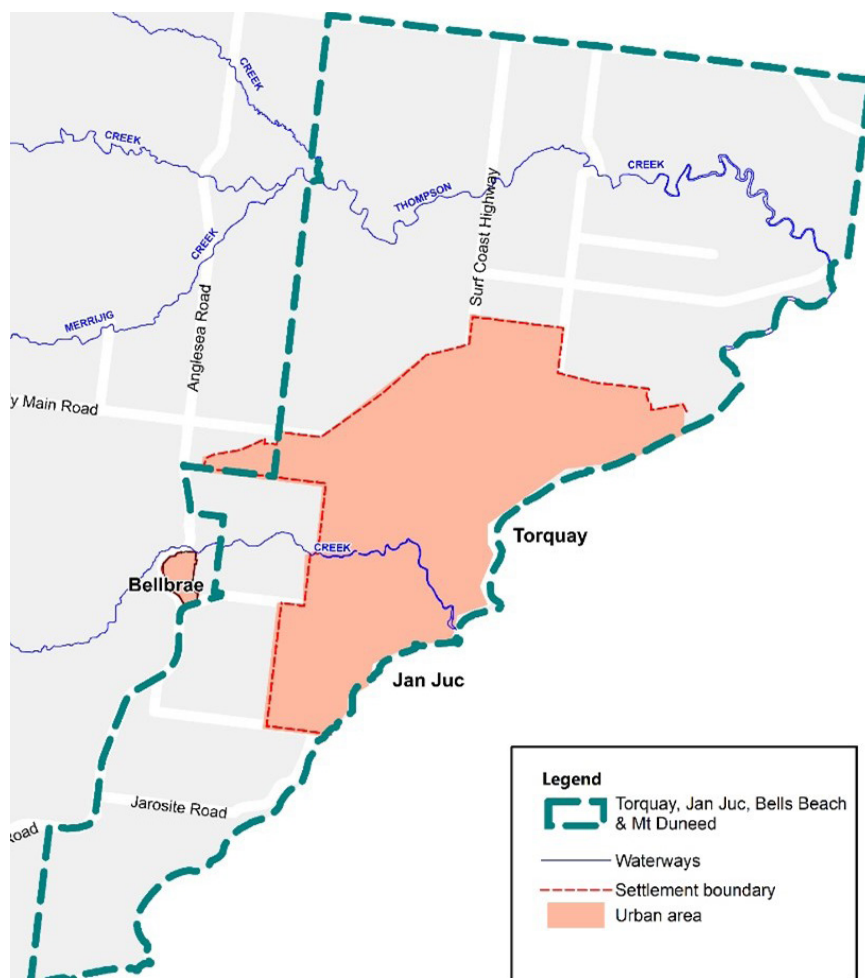 CREEK
CREEK
THOMPSON
CREEK
CREEK
MERRIJIG
Anglesea Road
Surf Coast Highway
y Main Road
Torquay
CREEK
Bellbrae
Jan Juc
Jarosite Road
Road
Legend
Torquay, Jan Juc, Bells Beach
& Mt Duneed
Waterways
Settlement boundary
Urban area